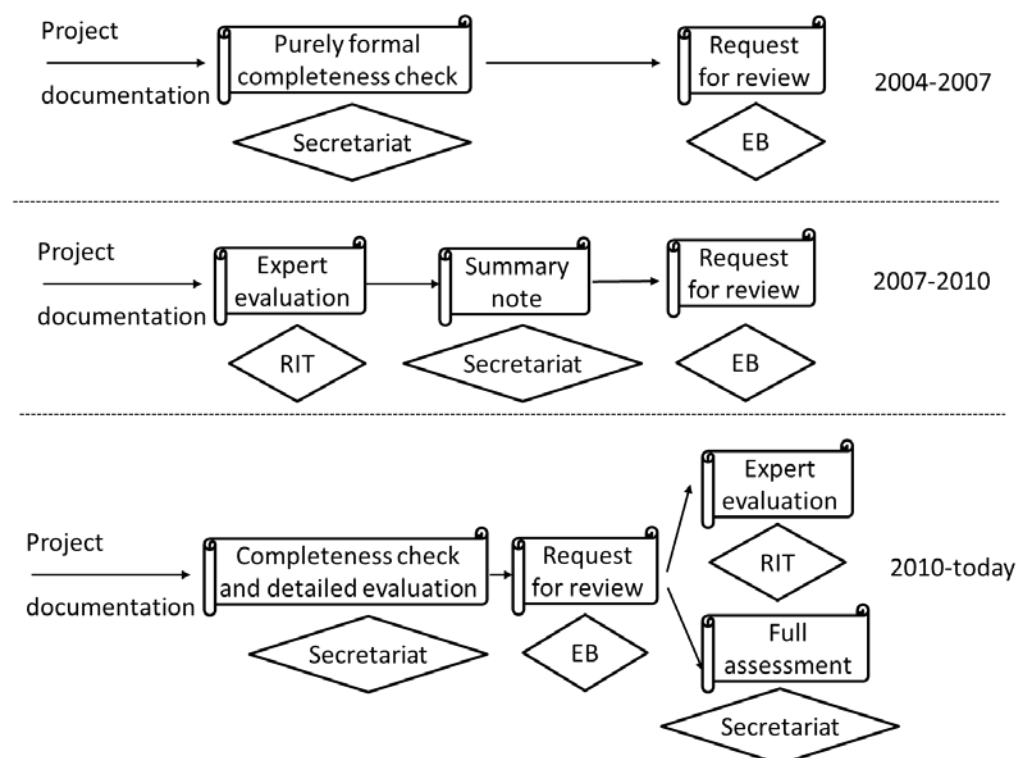 Project
documentation
Purely formal
completeness check
Secretariat
Request
for review
EB
2004-2007
Project
documentation
Expert
evaluation
RIT
Summary
note
Secretariat
Request
for review
EB
2007-2010
Project
documentation
Completeness check
and detailed evaluation
Secretariat
Request
for review
EB
Expert
evaluation
RIT
Full
assessment
Secretariat
2010-today